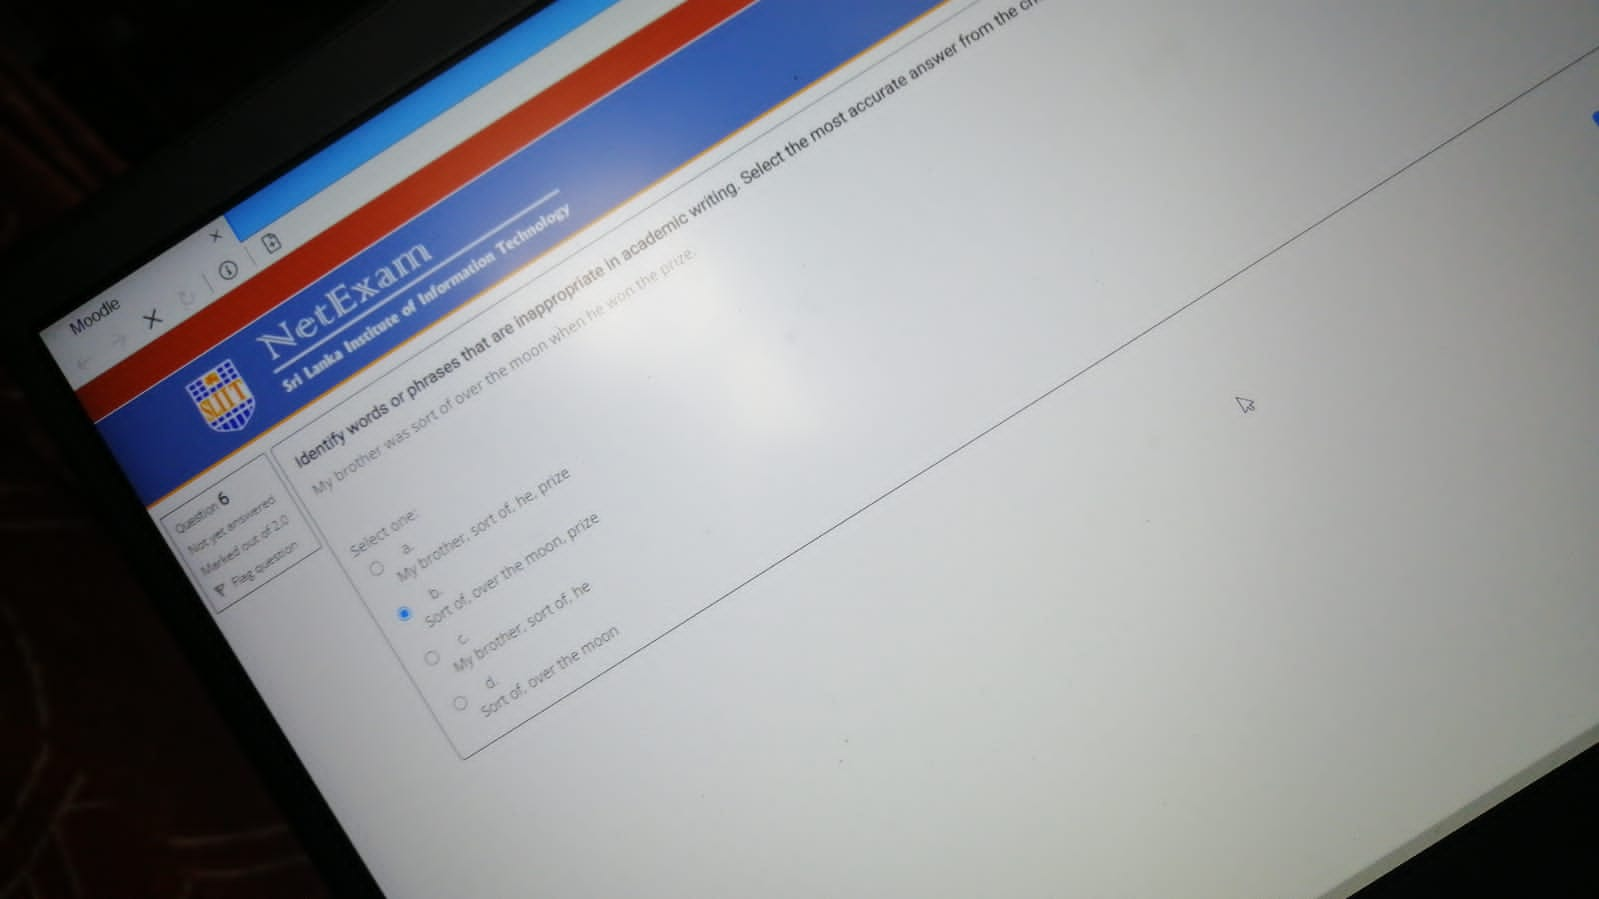 Moodle
NetExam
Sri Lanka Institute of Information Technology
SLIIT
Question 6
Not yet answered
Marked out of 2.0
Flag question
Identify words or phrases that are inappropriate in academic writing. Select the most accurate answer from the
My brother was sort of over the moon when he won the prize.
Select one:
a.
My brother, sort of, he, prize
b.
Sort of, over the moon, prize
c.
My brother, sort of, he
d.
Sort of, over the moon